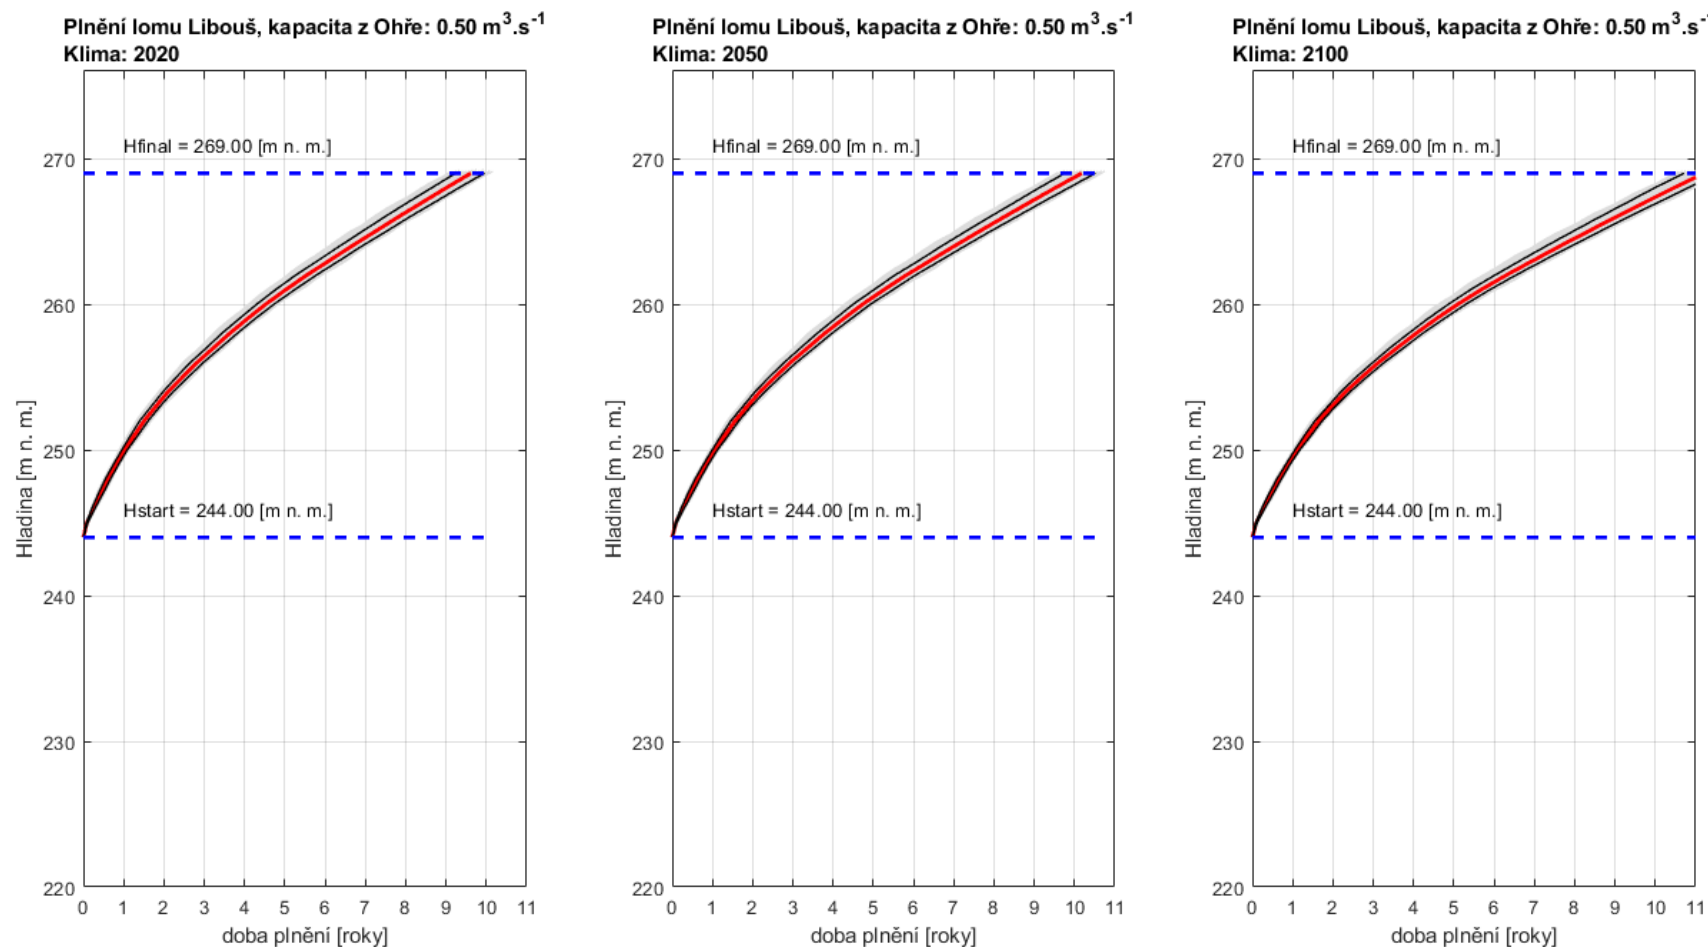 Plnění lomu Libouš, kapacita z Ohře: 0.50 m³.s⁻¹
Klima: 2020
Hfinal = 269.00 [m n. m.]
Hstart = 244.00 [m n. m.]
270
260
250
240
230
220
Hladina [m n. m.]
0 1 2 3 4 5 6 7 8 9 10 11
doba plnění [roky]
Plnění lomu Libouš, kapacita z Ohře: 0.50 m³.s⁻¹
Klima: 2050
Hfinal = 269.00 [m n. m.]
Hstart = 244.00 [m n. m.]
270
260
250
240
230
220
Hladina [m n. m.]
0 1 2 3 4 5 6 7 8 9 10 11
doba plnění [roky]
Plnění lomu Libouš, kapacita z Ohře: 0.50 m³.s⁻
Klima: 2100
Hfinal = 269.00 [m n. m.]
Hstart = 244.00 [m n. m.]
270
260
250
240
230
220
Hladina [m n. m.]
0 1 2 3 4 5 6 7 8 9 10 11
doba plnění [roky]